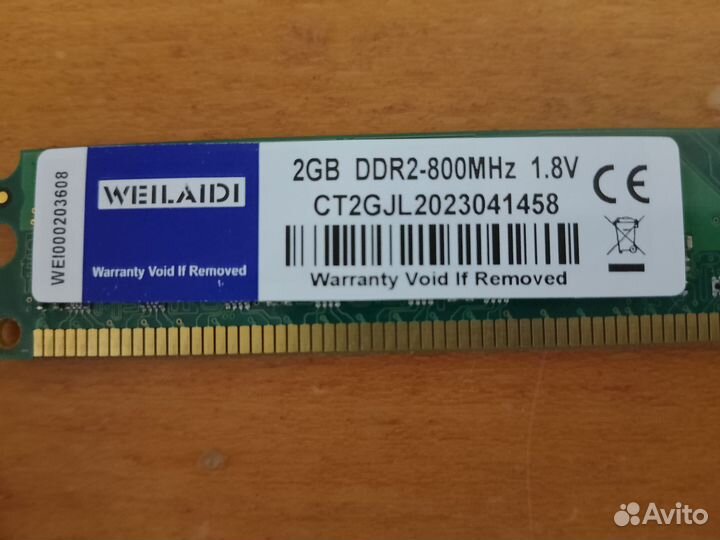 WEI000203608
WEILAIDI
Warranty Void If Removed
2GB DDR2-800MHz 1.8V
CT2GJL2023041458
Warranty Void If Removed
CE
Avito